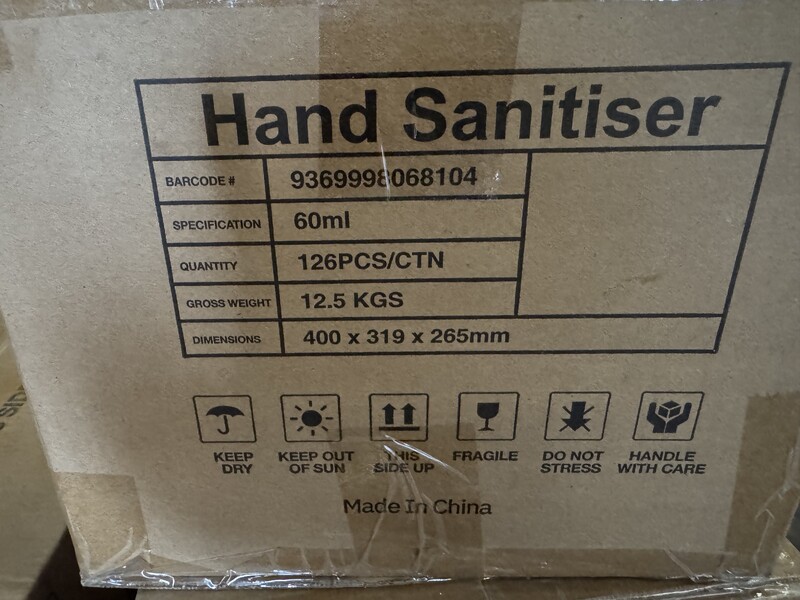 Hand Sanitiser
BARCODE # 9369998068104
SPECIFICATION 60ml
QUANTITY 126PCS/CTN
GROSS WEIGHT 12.5 KGS
DIMENSIONS 400 x 319 x 265mm
KEEP DRY
KEEP OUT OF SUN
THIS SIDE UP
FRAGILE
DO NOT STRESS
HANDLE WITH CARE
Made In China